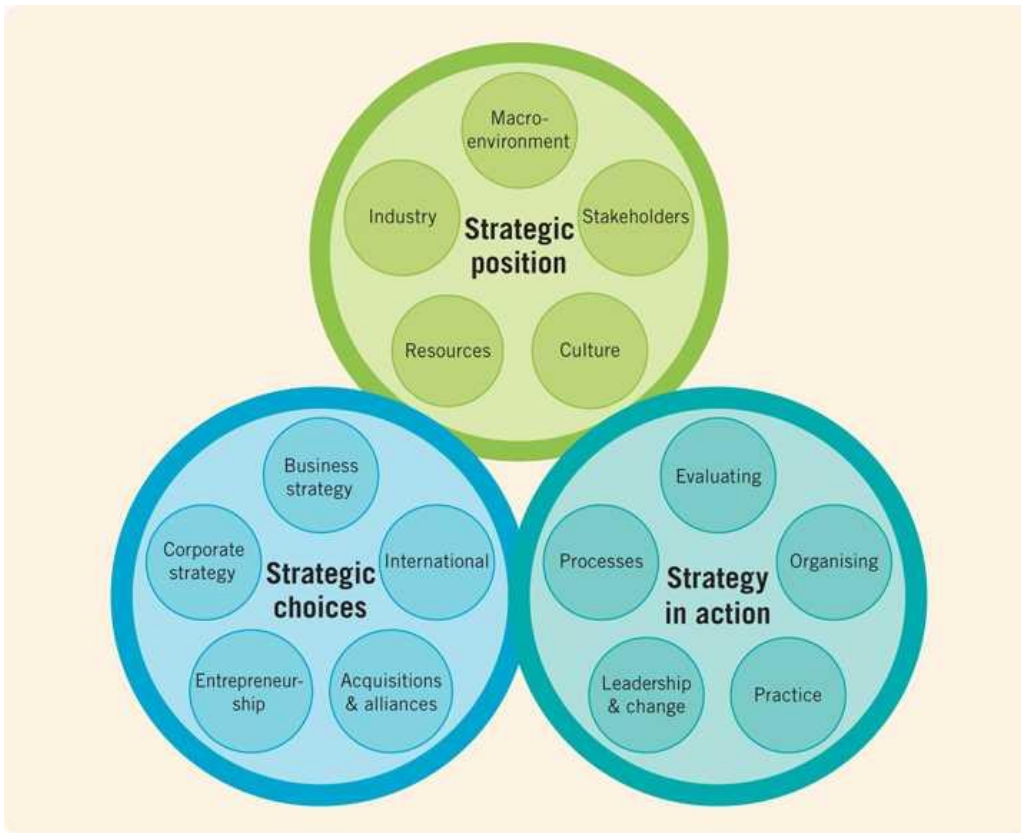 Macro-
environment
Industry
Stakeholders
Strategic
position
Resources
Culture
Business
strategy
Corporate
strategy
International
Strategic
choices
Entrepreneur-
ship
Acquisitions
& alliances
Evaluating
Processes
Organising
Strategy
in action
Leadership
& change
Practice